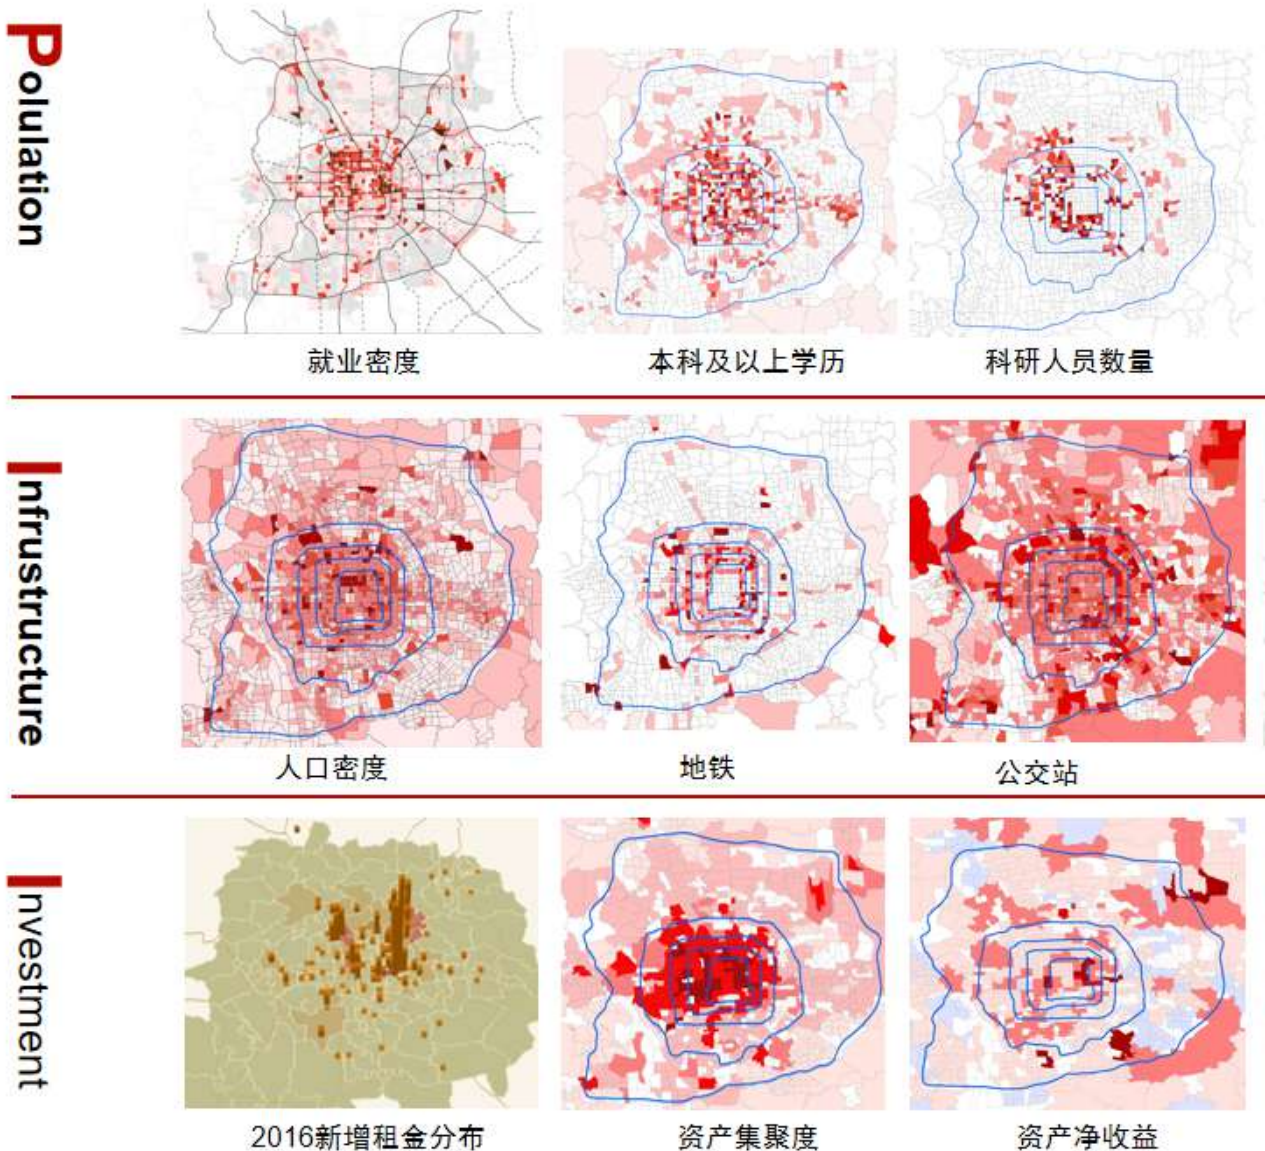 Polulation
就业密度
本科及以上学历
科研人员数量
Infrustructure
人口密度
地铁
公交站
Investment
2016新增租金分布
资产集聚度
资产净收益